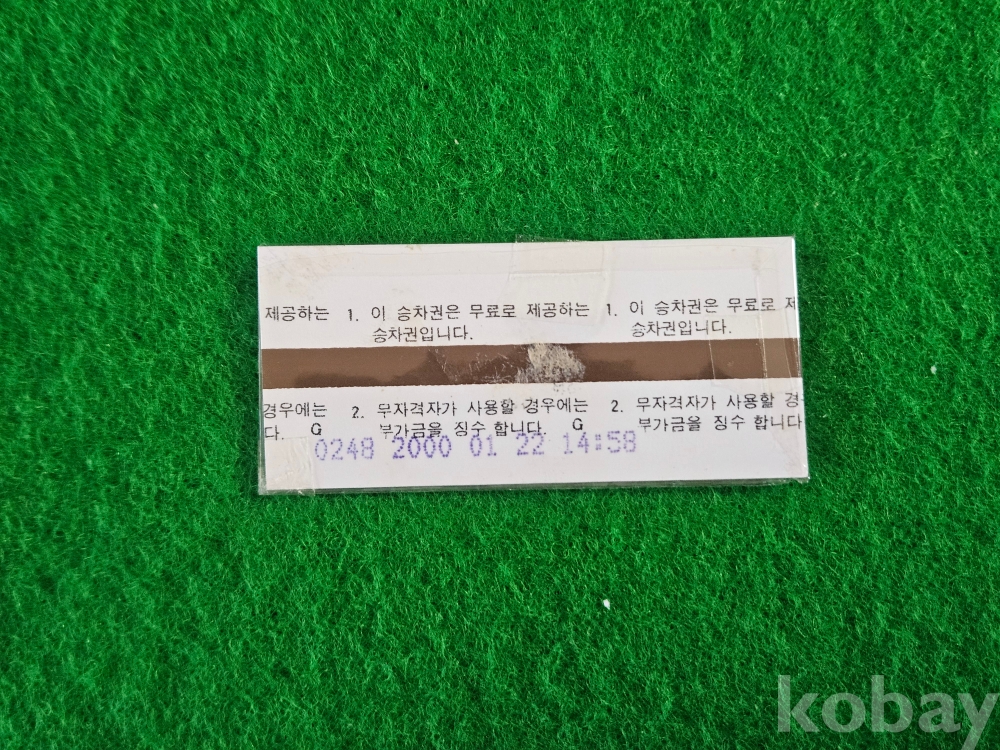 제공하는 1. 이 승차권은 무료로 제공하는 1. 이 승차권은 무료로 제
승차권입니다. 승차권입니다.
경우에는 2. 무자격자가 사용할 경우에는 2. 무자격자가 사용할 경
다. G 부가금을 징수 합니다. G 부가금을 징수 합니다
0248 2000 01 22 14:58
kobay